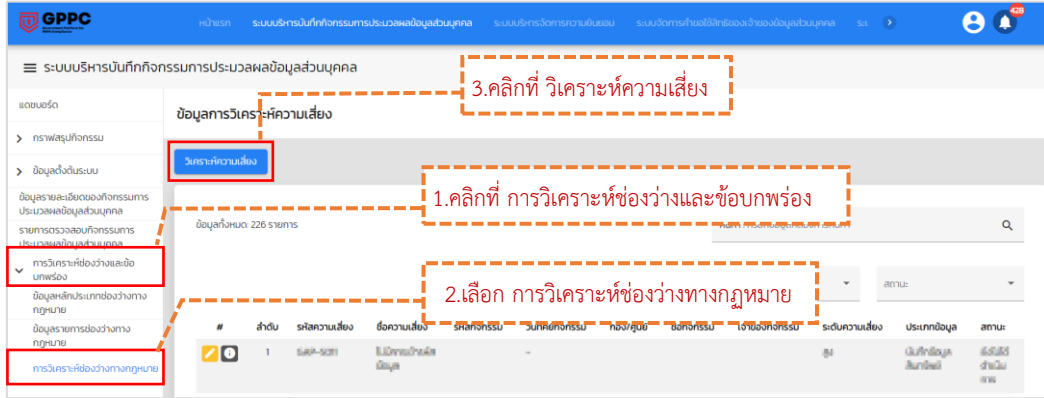 GPPC
หน้าแรก ระบบบริหารบันทึกกิจกรรมการประมวลผลข้อมูลส่วนบุคคล ระบบบริหารจัดการความยินยอม ระบบจัดการคำขอใช้สิทธิของเจ้าของข้อมูลส่วนบุคคล
428
ระบบบริหารบันทึกกิจกรรมการประมวลผลข้อมูลส่วนบุคคล
3.คลิกที่ วิเคราะห์ความเสี่ยง
แดชบอร์ด
ข้อมูลการวิเคราะห์ความเสี่ยง
กราฟสรุปกิจกรรม
วิเคราะห์ความเสี่ยง
ข้อมูลตั้งต้นระบบ
ข้อมูลรายละเอียดของกิจกรรมการ
ประมวลผลข้อมูลส่วนบุคคล
1.คลิกที่ การวิเคราะห์ช่องว่างและข้อบกพร่อง
ข้อมูลทั้งหมด: 226 รายการ
รายการตรวจสอบกิจกรรมการ
ประมวลผลข้อมูลส่วนบุคคล
การวิเคราะห์ช่องว่างและข้อ
บกพร่อง
2.เลือก การวิเคราะห์ช่องว่างทางกฏหมาย
สถานะ
ข้อมูลหลักประเภทช่องว่างทาง
กฎหมาย
ข้อมูลรายการช่องว่างทาง
กฎหมาย
# ลำดับ รหัสความเสี่ยง ชื่อความเสี่ยง รหัสกิจกรรม วันที่คีย์กิจกรรม กอง/ศูนย์ ชื่อกิจกรรม เจ้าของกิจกรรม ระดับความเสี่ยง ประเภทข้อมูล สถานะ
1 - สูง
การวิเคราะห์ช่องว่างทางกฎหมาย